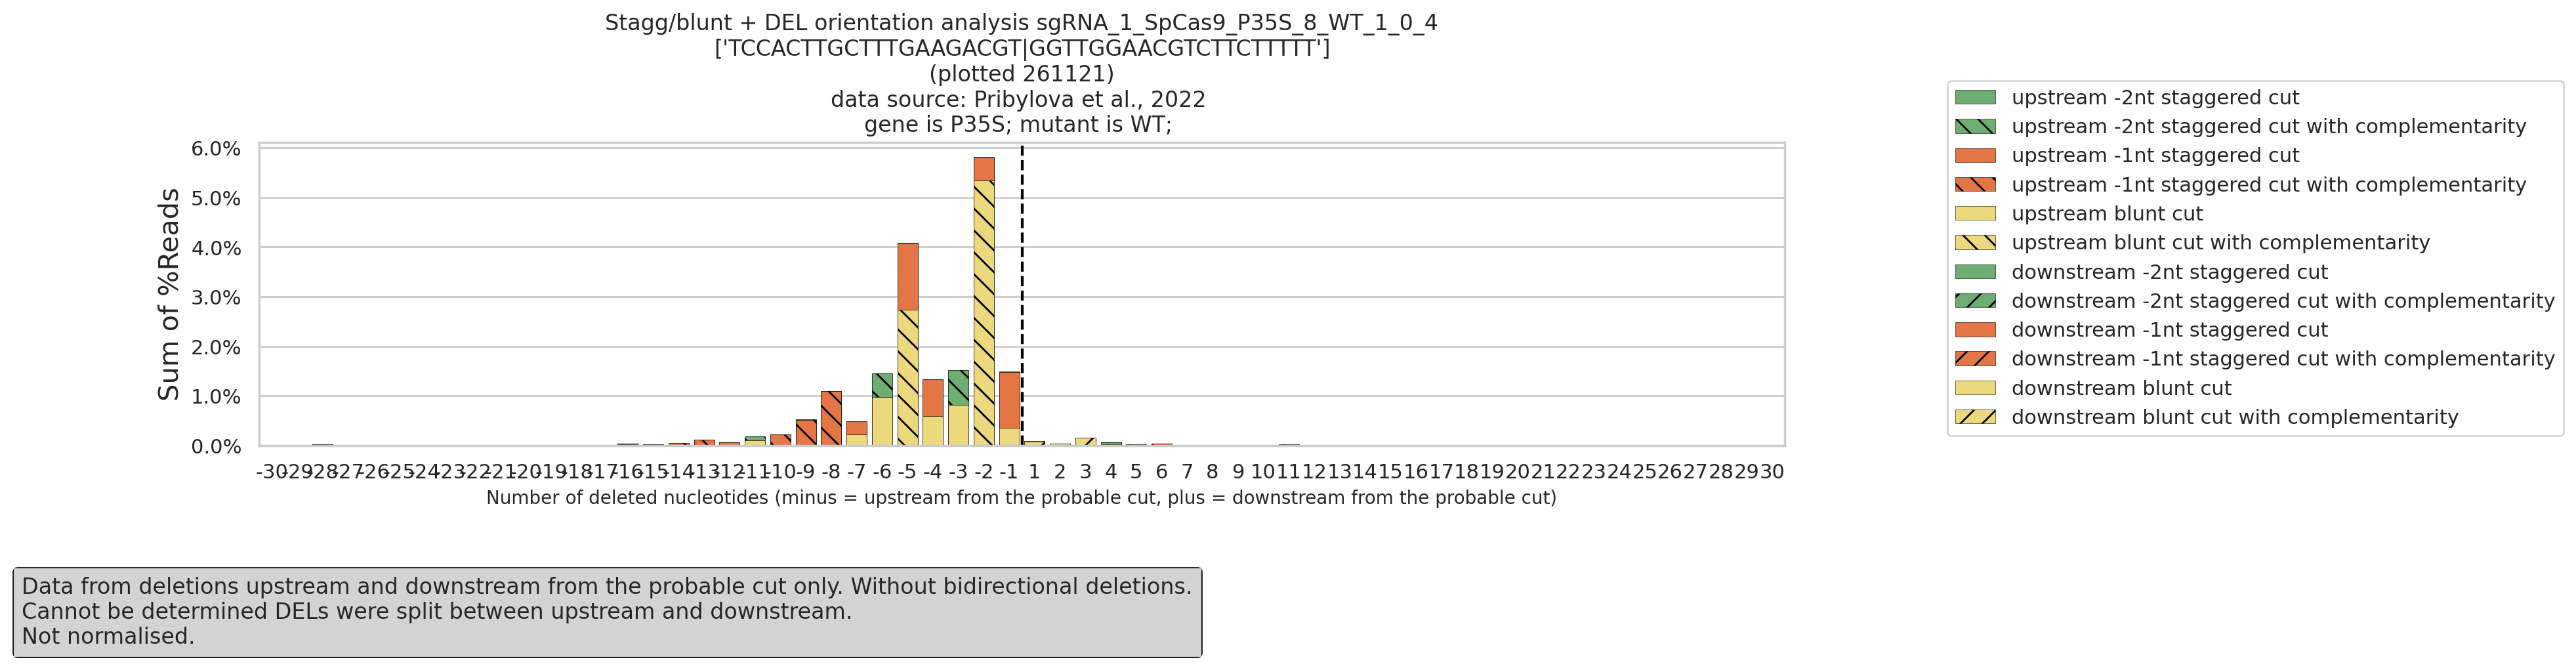 Stagg/blunt + DEL orientation analysis sgRNA_1_SpCas9_P35S_8_WT_1_0_4
['TCCACTTGCTTTGAAGACGT|GGTTGGAACGTCTTCTTTTT']
(plotted 261121)
data source: Pribylova et al., 2022
gene is P35S; mutant is WT;
upstream -2nt staggered cut
upstream -2nt staggered cut with complementarity
upstream -1nt staggered cut
upstream -1nt staggered cut with complementarity
upstream blunt cut
upstream blunt cut with complementarity
downstream -2nt staggered cut
downstream -2nt staggered cut with complementarity
downstream -1nt staggered cut
downstream -1nt staggered cut with complementarity
downstream blunt cut
downstream blunt cut with complementarity
Sum of %Reads
6.0%
5.0%
4.0%
3.0%
2.0%
1.0%
0.0%
-30 -29 -28 -27 -26 -25 -24 -23 -22 -21 -20 -19 -18 -17 -16 -15 -14 -13 -12 -11 -10 -9 -8 -7 -6 -5 -4 -3 -2 -1 1 2 3 4 5 6 7 8 9 10 11 12 13 14 15 16 17 18 19 20 21 22 23 24 25 26 27 28 29 30
Number of deleted nucleotides (minus = upstream from the probable cut, plus = downstream from the probable cut)
Data from deletions upstream and downstream from the probable cut only. Without bidirectional deletions.
Cannot be determined DELs were split between upstream and downstream.
Not normalised.